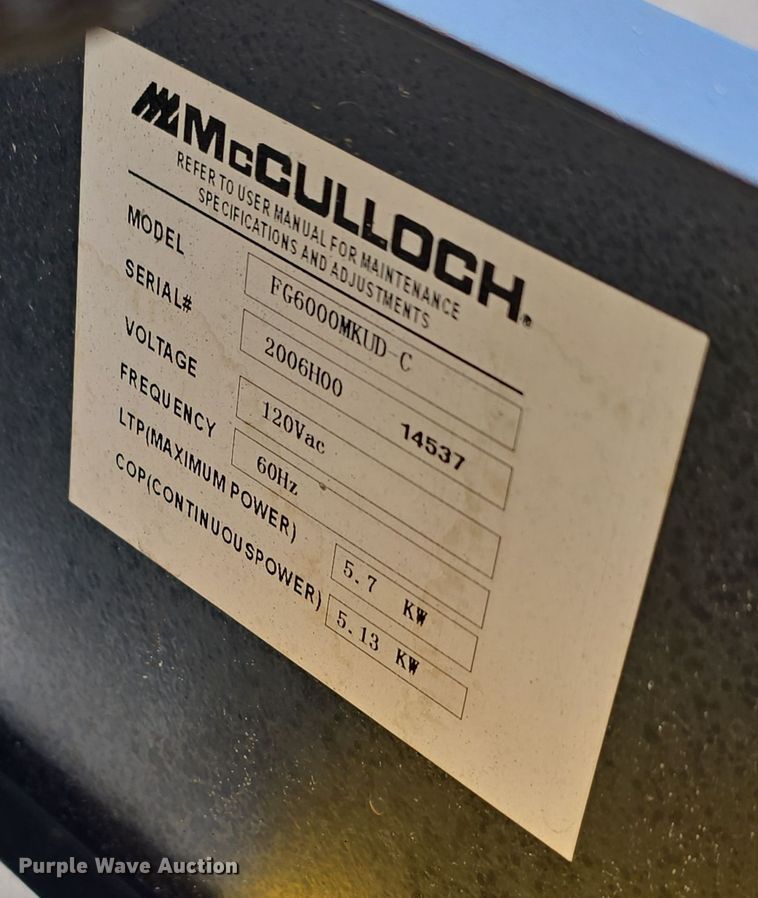 McCULLOCH®
REFER TO USER MANUAL FOR MAINTENANCE
SPECIFICATIONS AND ADJUSTMENTS
MODEL FG6000MKUD-C
SERIAL# 2006H00 14537
VOLTAGE 120Vac
FREQUENCY 60Hz
LTP(MAXIMUM POWER) 5.7 KW
COP(CONTINUOUSPOWER) 5.13 KW
Purple Wave Auction